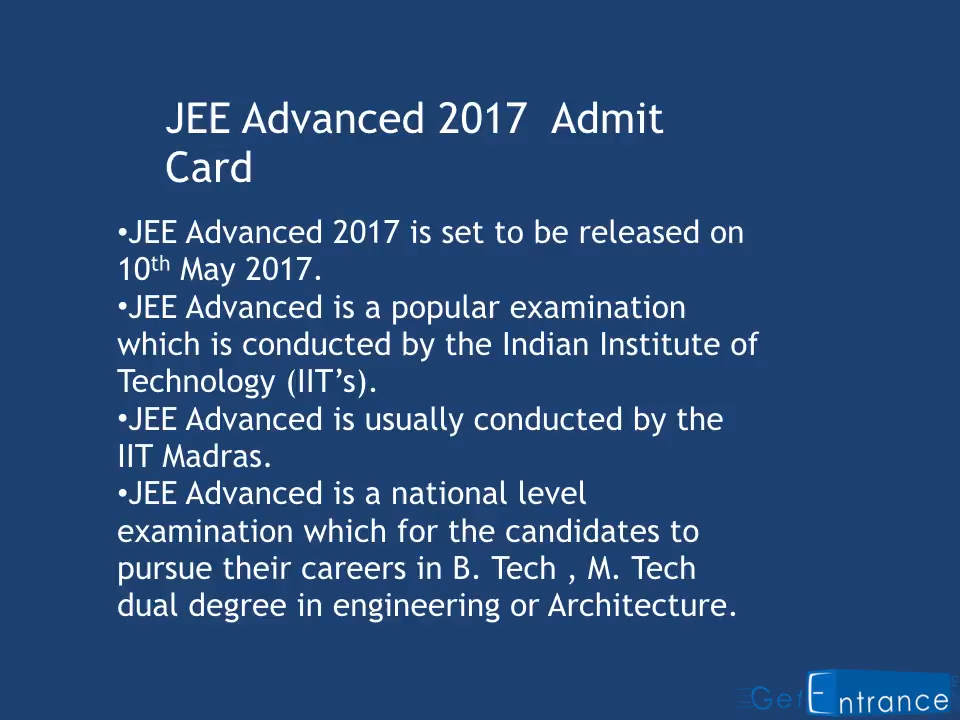 JEE Advanced 2017  Admit
Card
•JEE Advanced 2017 is set to be released on
10th May 2017.
•JEE Advanced is a popular examination
which is conducted by the Indian Institute of
Technology (IIT’s).
•JEE Advanced is usually conducted by the
IIT Madras.
•JEE Advanced is a national level
examination which for the candidates to
pursue their careers in B. Tech , M. Tech
dual degree in engineering or Architecture.
GetEntrance